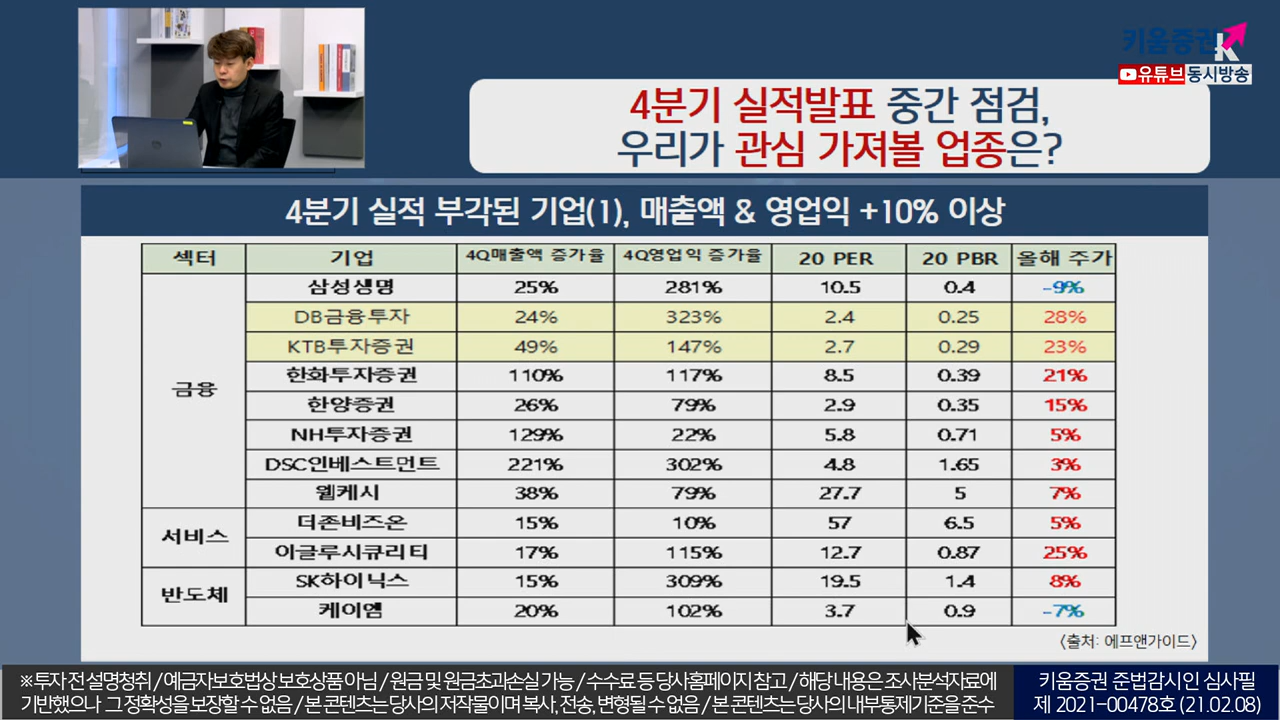 키움증권
유튜브동시방송
4분기 실적발표 중간 점검,
우리가 관심 가져볼 업종은?
4분기 실적 부각된 기업(1), 매출액 & 영업익 +10% 이상
섹터 기업 4Q매출액 증가율 4Q영업익 증가율 20 PER 20 PBR 올해 주가
금융
삼성생명 25% 281% 10.5 0.4 -9%
DB금융투자 24% 323% 2.4 0.25 28%
KTB투자증권 49% 147% 2.7 0.29 23%
한화투자증권 110% 117% 8.5 0.39 21%
한양증권 26% 79% 2.9 0.35 15%
NH투자증권 129% 22% 5.8 0.71 5%
DSC인베스트먼트 221% 302% 4.8 1.65 3%
웹케시 38% 79% 27.7 5 7%
서비스
더존비즈온 15% 10% 57 6.5 5%
이글루시큐리티 17% 115% 12.7 0.87 25%
반도체
SK하이닉스 15% 309% 19.5 1.4 8%
케이엠 20% 102% 3.7 0.9 -7%
<출처: 에프앤가이드>
※ 투자 전 설명청취 / 예금자보호법상 보호상품 아님 / 원금 및 원금초과손실 가능 / 수수료 등 당사홈페이지 참고 / 해당 내용은 조사분석자료에
기반했으나 그 정확성을 보장할 수 없음 / 본 콘텐츠는 당사의 저작물이며 복사, 전송, 변형될 수 없음 / 본 콘텐츠는 당사의 내부통제기준을 준수
키움증권 준법감시인 심사필
제 2021-00478호 (21.02.08)